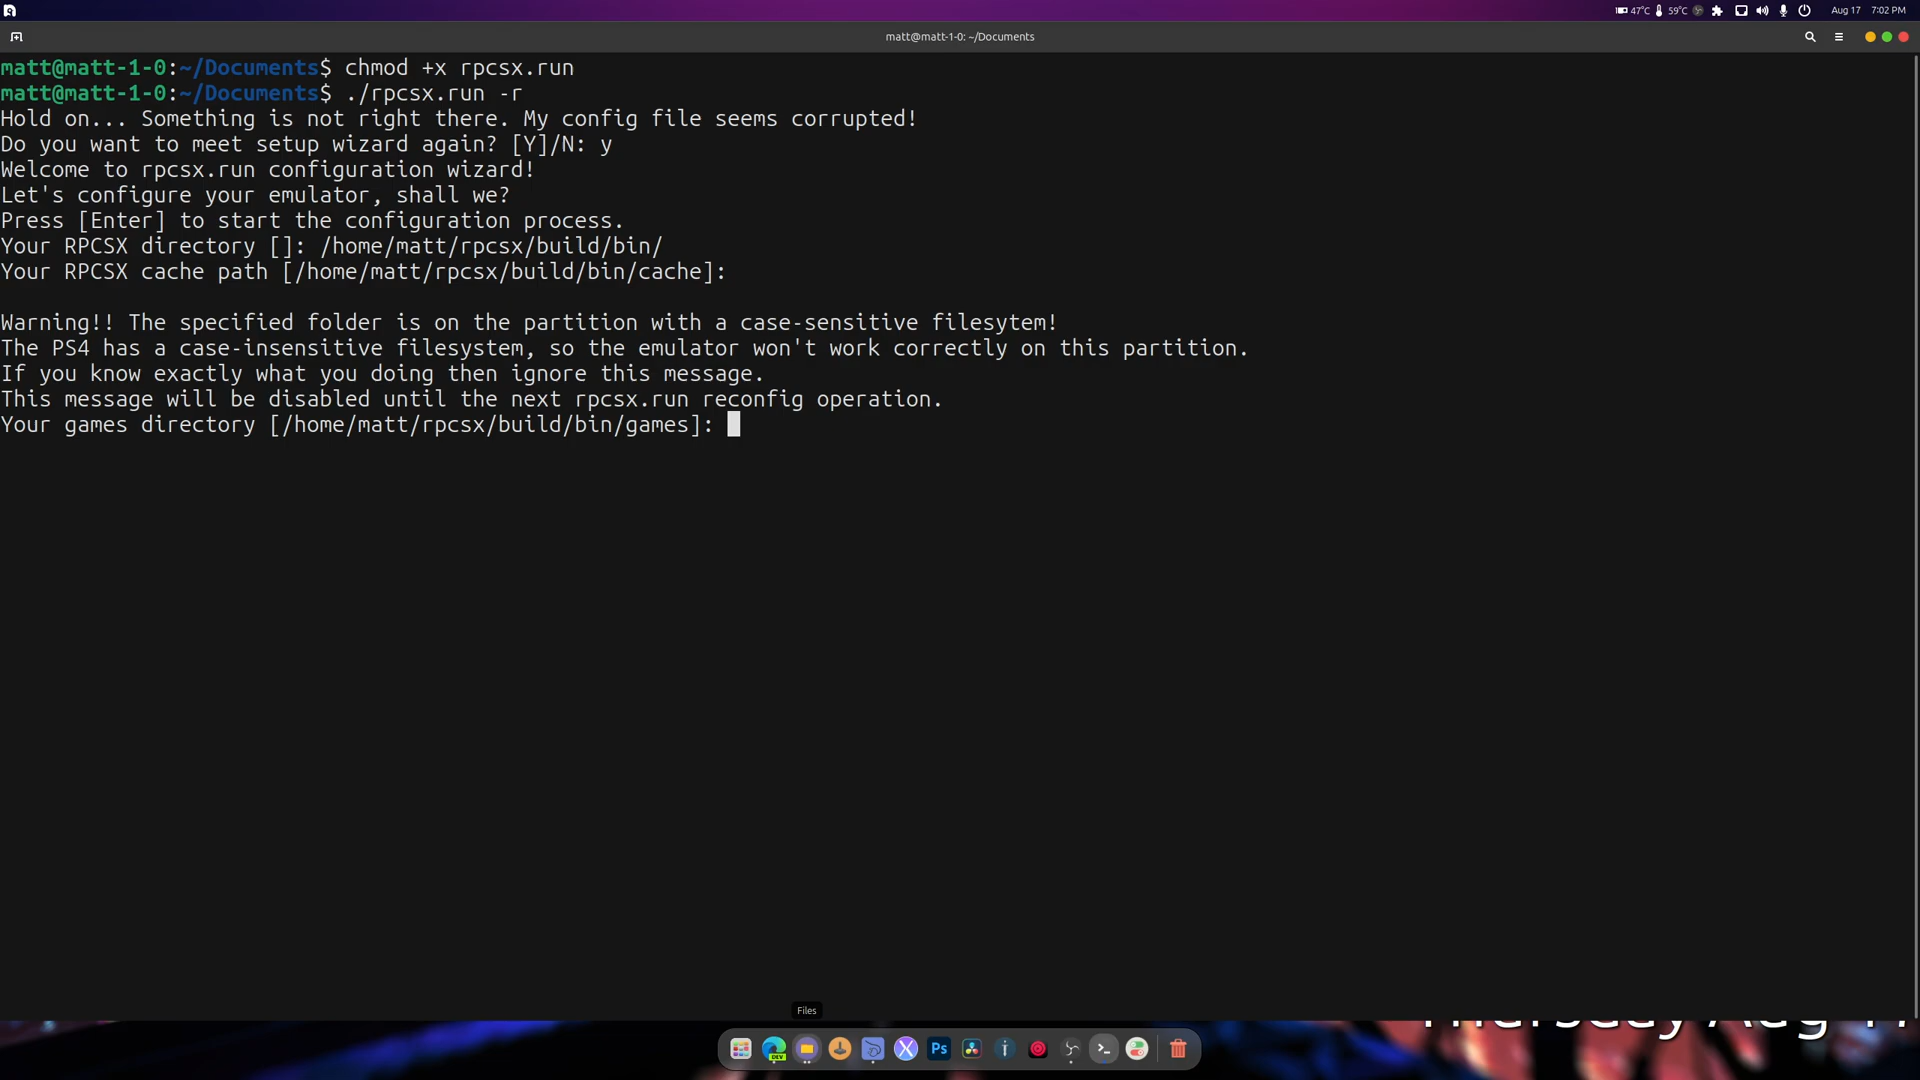 47°C 59°C Aug 17 7:02 PM
matt@matt-1-0: ~/Documents
matt@matt-1-0:~/Documents$ chmod +x rpcsx.run
matt@matt-1-0:~/Documents$ ./rpcsx.run -r
Hold on... Something is not right there. My config file seems corrupted!
Do you want to meet setup wizard again? [Y]/N: y
Welcome to rpcsx.run configuration wizard!
Let's configure your emulator, shall we?
Press [Enter] to start the configuration process.
Your RPCSX directory []: /home/matt/rpcsx/build/bin/
Your RPCSX cache path [/home/matt/rpcsx/build/bin/cache]:
Warning!! The specified folder is on the partition with a case-sensitive filesytem!
The PS4 has a case-insensitive filesystem, so the emulator won't work correctly on this partition.
If you know exactly what you doing then ignore this message.
This message will be disabled until the next rpcsx.run reconfig operation.
Your games directory [/home/matt/rpcsx/build/bin/games]:
Files
DEV
Ps